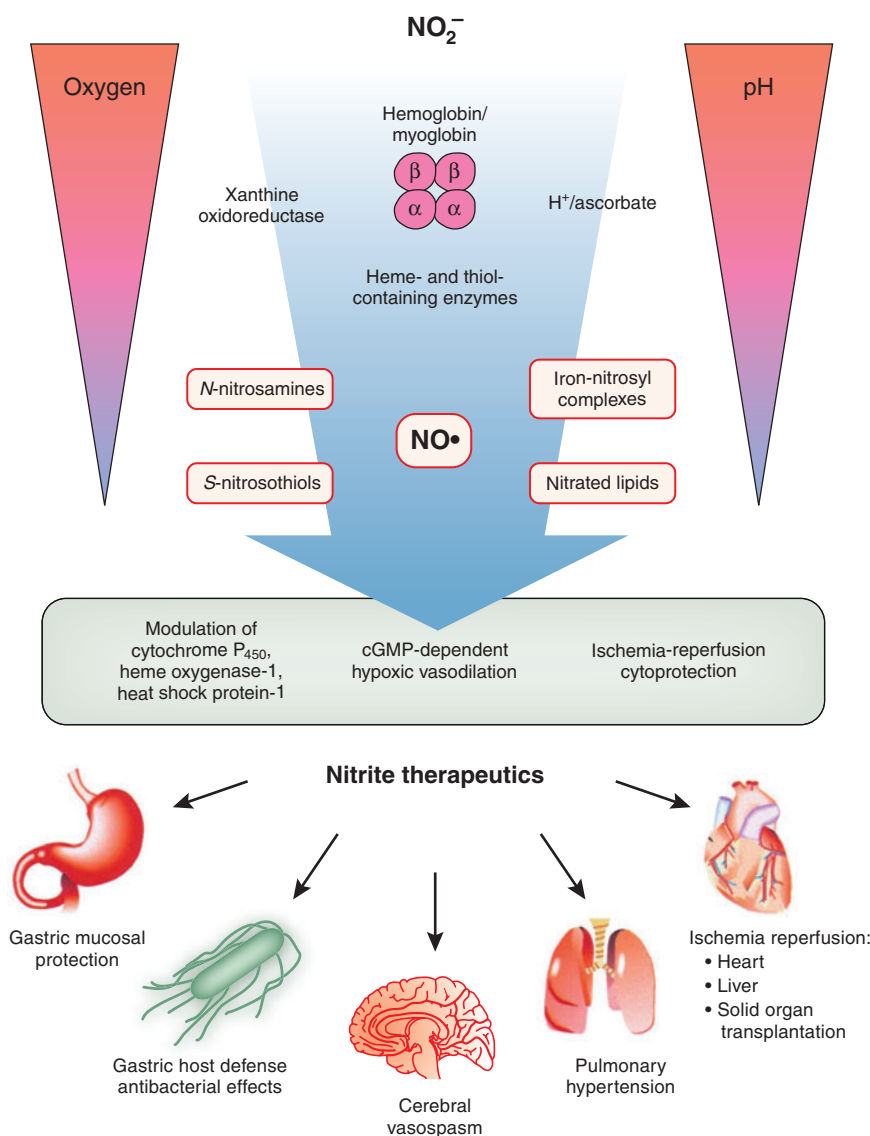 NO₂⁻
Oxygen
pH
Hemoglobin/
myoglobin
β β
α α
Xanthine
oxidoreductase
H⁺/ascorbate
Heme- and thiol-
containing enzymes
N-nitrosamines
Iron-nitrosyl
complexes
NO•
S-nitrosothiols
Nitrated lipids
Modulation of
cytochrome P₄₅₀,
heme oxygenase-1,
heat shock protein-1
cGMP-dependent
hypoxic vasodilation
Ischemia-reperfusion
cytoprotection
Nitrite therapeutics
Gastric mucosal
protection
Gastric host defense
antibacterial effects
Cerebral
vasospasm
Pulmonary
hypertension
Ischemia reperfusion:
• Heart
• Liver
• Solid organ
transplantation